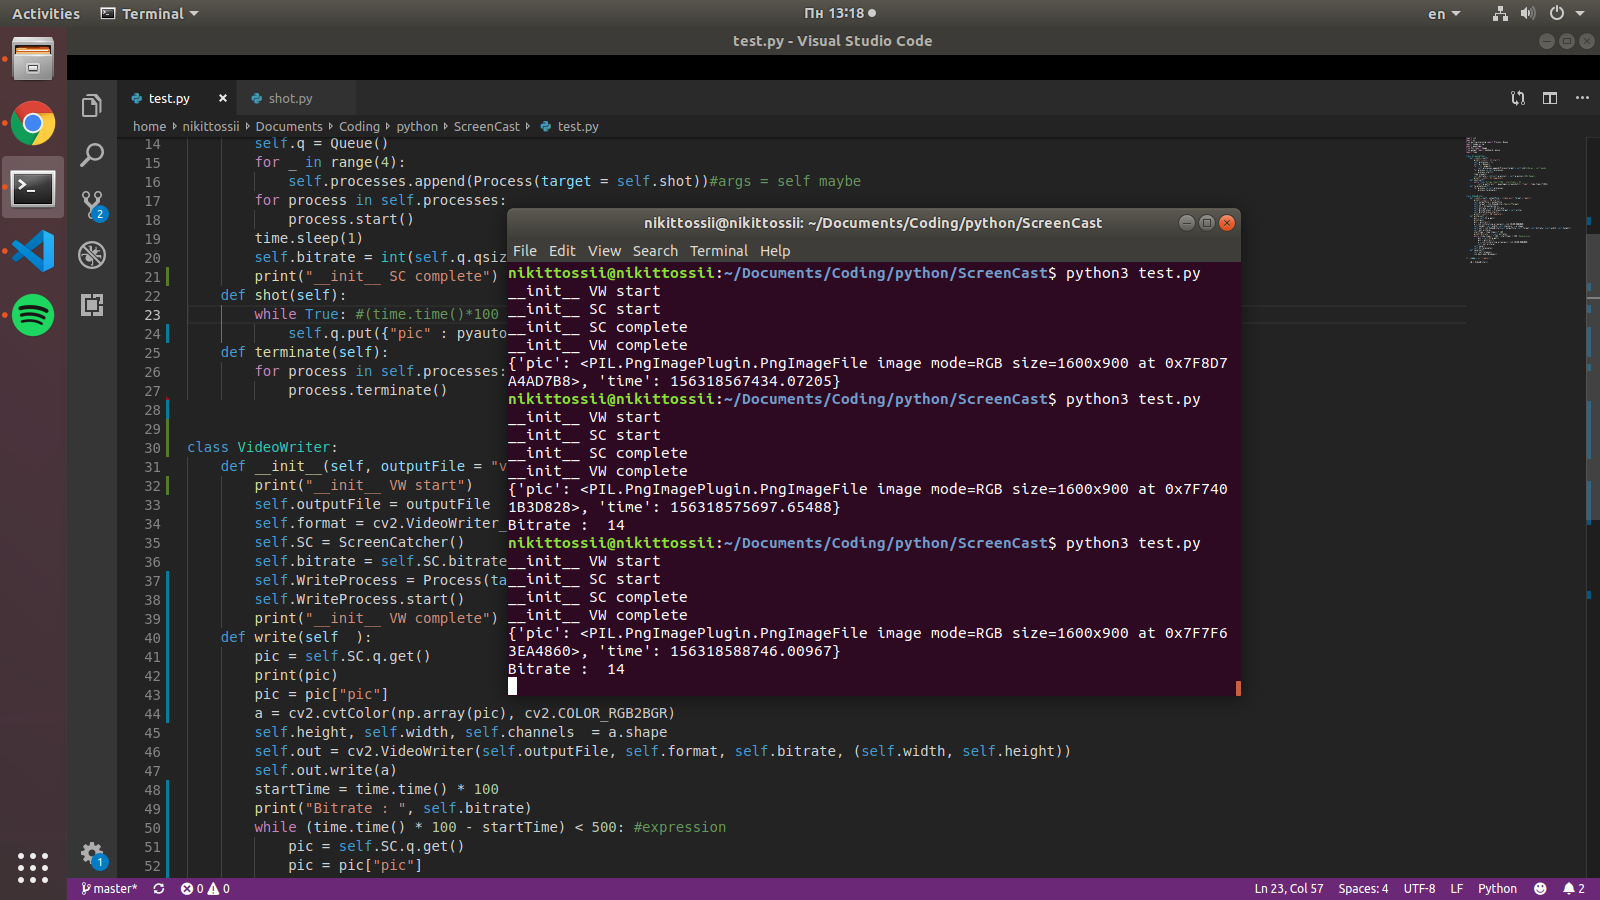 Activities
Terminal
Пн 13:18
en
test.py - Visual Studio Code
test.py
shot.py
home nikittossii Documents Coding python ScreenCast test.py
14 self.q = Queue()
15 for _ in range(4):
16 self.processes.append(Process(target = self.shot))#args = self maybe
17 for process in self.processes:
18 process.start()
19 time.sleep(1)
20 self.bitrate = int(self.q.qsiz
21 print("__init__ SC complete")
22 def shot(self):
23 while True: #(time.time()*100
24 self.q.put({"pic" : pyauto
25 def terminate(self):
26 for process in self.processes:
27 process.terminate()
28
29
30 class VideoWriter:
31 def __init__(self, outputFile = "v
32 print("__init__ VW start")
33 self.outputFile = outputFile
34 self.format = cv2.VideoWriter_
35 self.SC = ScreenCatcher()
36 self.bitrate = self.SC.bitrate
37 self.WriteProcess = Process(ta
38 self.WriteProcess.start()
39 print("__init__ VW complete")
40 def write(self  ):
41 pic = self.SC.q.get()
42 print(pic)
43 pic = pic["pic"]
44 a = cv2.cvtColor(np.array(pic), cv2.COLOR_RGB2BGR)
45 self.height, self.width, self.channels  = a.shape
46 self.out = cv2.VideoWriter(self.outputFile, self.format, self.bitrate, (self.width, self.height))
47 self.out.write(a)
48 startTime = time.time() * 100
49 print("Bitrate : ", self.bitrate)
50 while (time.time() * 100 - startTime) < 500: #expression
51 pic = self.SC.q.get()
52 pic = pic["pic"]
nikittossii@nikittossii: ~/Documents/Coding/python/ScreenCast
File Edit View Search Terminal Help
nikittossii@nikittossii:~/Documents/Coding/python/ScreenCast$ python3 test.py
__init__ VW start
__init__ SC start
__init__ SC complete
__init__ VW complete
{'pic': <PIL.PngImagePlugin.PngImageFile image mode=RGB size=1600x900 at 0x7F8D7
A4AD7B8>, 'time': 156318567434.07205}
nikittossii@nikittossii:~/Documents/Coding/python/ScreenCast$ python3 test.py
__init__ VW start
__init__ SC start
__init__ SC complete
__init__ VW complete
{'pic': <PIL.PngImagePlugin.PngImageFile image mode=RGB size=1600x900 at 0x7F740
1B3D828>, 'time': 156318575697.65488}
Bitrate :  14
nikittossii@nikittossii:~/Documents/Coding/python/ScreenCast$ python3 test.py
__init__ VW start
__init__ SC start
__init__ SC complete
__init__ VW complete
{'pic': <PIL.PngImagePlugin.PngImageFile image mode=RGB size=1600x900 at 0x7F7F6
3EA4860>, 'time': 156318588746.00967}
Bitrate :  14
2
1
master* 0 0
Ln 23, Col 57 Spaces: 4 UTF-8 LF Python 2